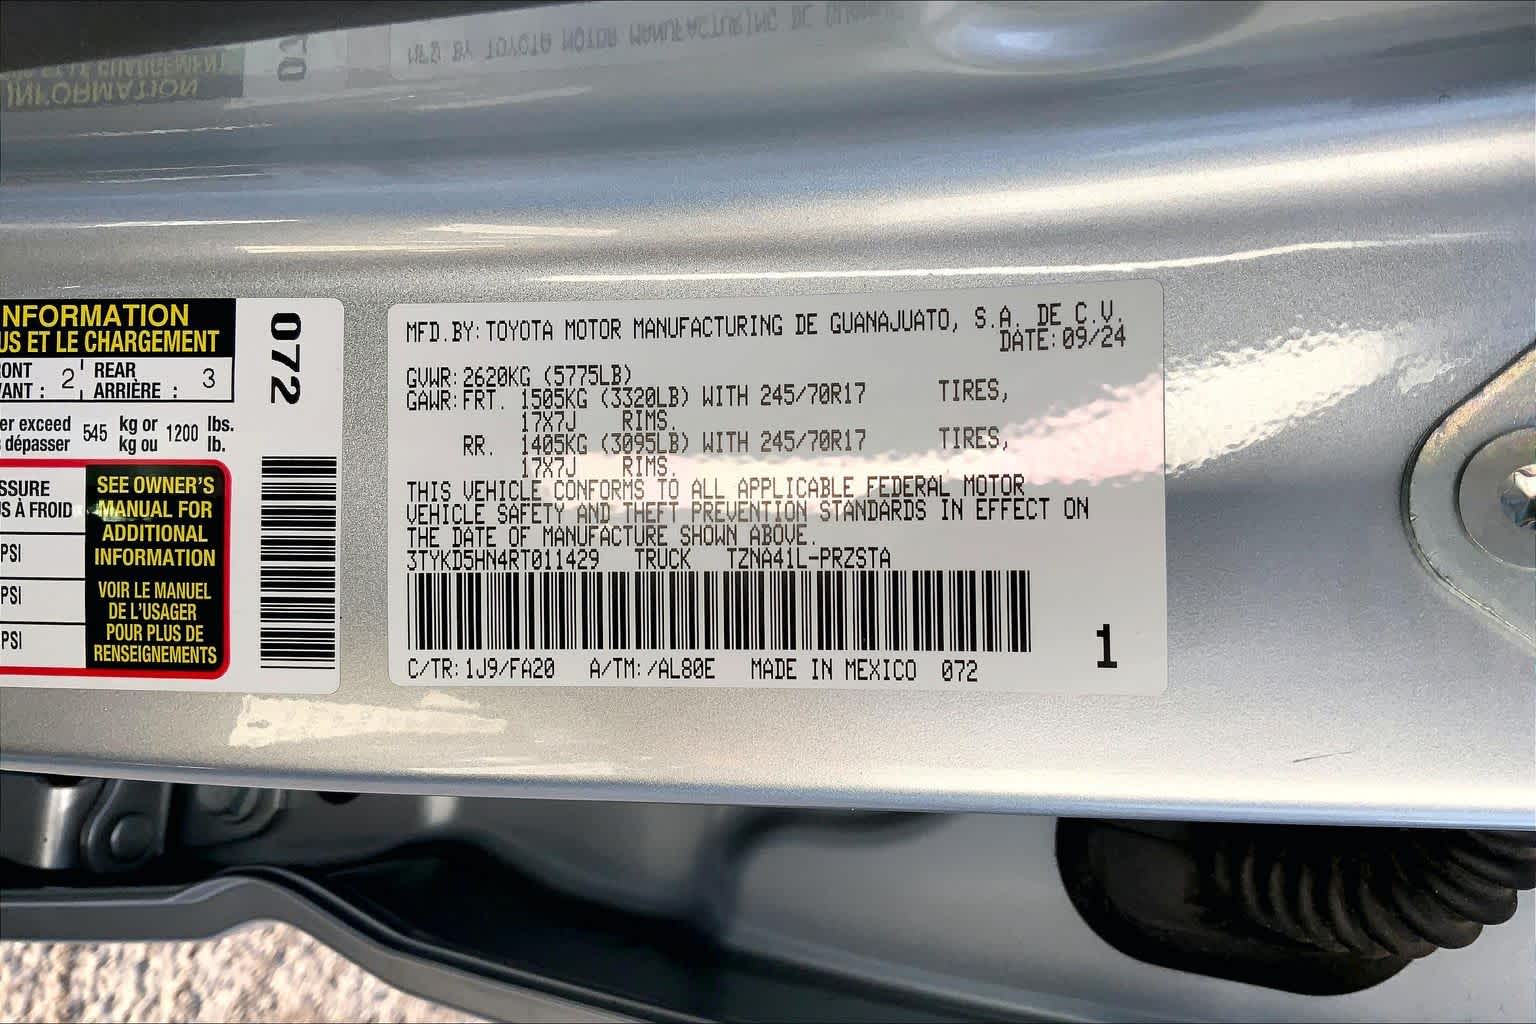 NFORMATION
US ET LE CHARGEMENT
ONT 2 REAR
VANT : ARRIÈRE : 3
er exceed 545 kg or 1200 lbs.
dépasser kg ou lb.
SSURE
US À FROID
PSI
PSI
PSI
SEE OWNER'S
MANUAL FOR
ADDITIONAL
INFORMATION
VOIR LE MANUEL
DE L'USAGER
POUR PLUS DE
RENSEIGNEMENTS
072
MFD.BY:TOYOTA MOTOR MANUFACTURING DE GUANAJUATO, S.A. DE C.V.
DATE:09/24
GVWR:2620KG (5775LB)
GAWR:FRT. 1505KG (3320LB) WITH 245/70R17 TIRES,
17X7J RIMS.
RR. 1405KG (3095LB) WITH 245/70R17 TIRES,
17X7J RIMS.
THIS VEHICLE CONFORMS TO ALL APPLICABLE FEDERAL MOTOR
VEHICLE SAFETY AND THEFT PREVENTION STANDARDS IN EFFECT ON
THE DATE OF MANUFACTURE SHOWN ABOVE.
3TYKD5HN4RT011429 TRUCK TZNA41L-PRZSTA
C/TR:1J9/FA20 A/TM:/AL80E MADE IN MEXICO 072
1